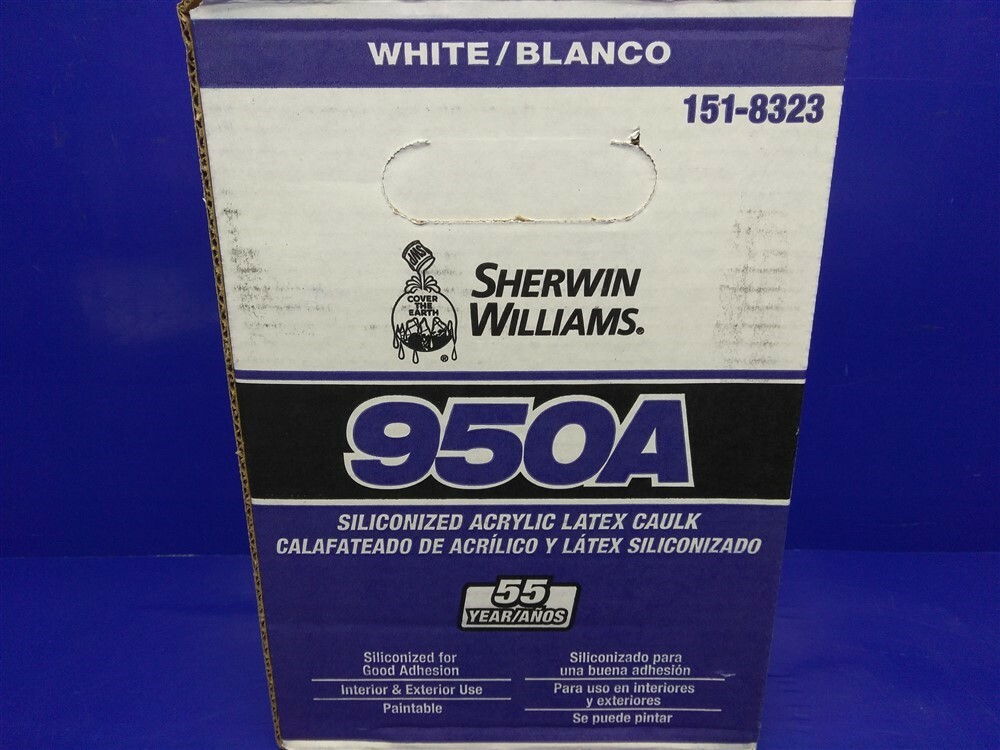 WHITE/BLANCO
151-8323
SWP
COVER
THE
EARTH
®
SHERWIN
WILLIAMS®
950A
SILICONIZED ACRYLIC LATEX CAULK
CALAFATEADO DE ACRÍLICO Y LÁTEX SILICONIZADO
55
YEAR/AÑOS
Siliconized for
Good Adhesion
Interior & Exterior Use
Paintable
Siliconizado para
una buena adhesión
Para uso en interiores
y exteriores
Se puede pintar